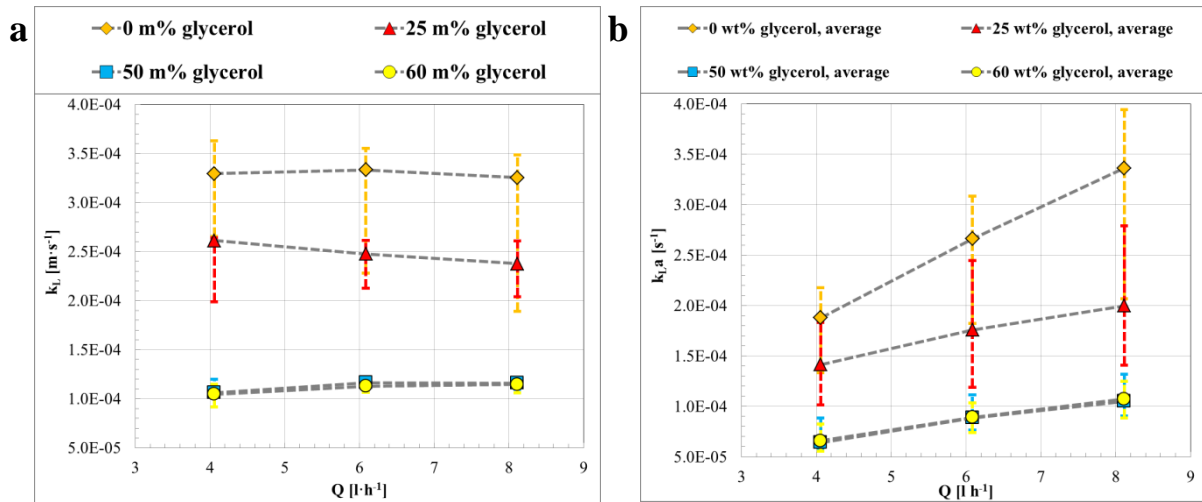 a
0 m% glycerol
25 m% glycerol
50 m% glycerol
60 m% glycerol
4.0E-04
3.5E-04
3.0E-04
2.5E-04
2.0E-04
1.5E-04
1.0E-04
5.0E-05
kL [m·s-1]
3 4 5 6 7 8 9
Q [l·h-1]
b
0 wt% glycerol, average
25 wt% glycerol, average
50 wt% glycerol, average
60 wt% glycerol, average
4.0E-04
3.5E-04
3.0E-04
2.5E-04
2.0E-04
1.5E-04
1.0E-04
5.0E-05
kLa [s-1]
3 4 5 6 7 8 9
Q [l h-1]